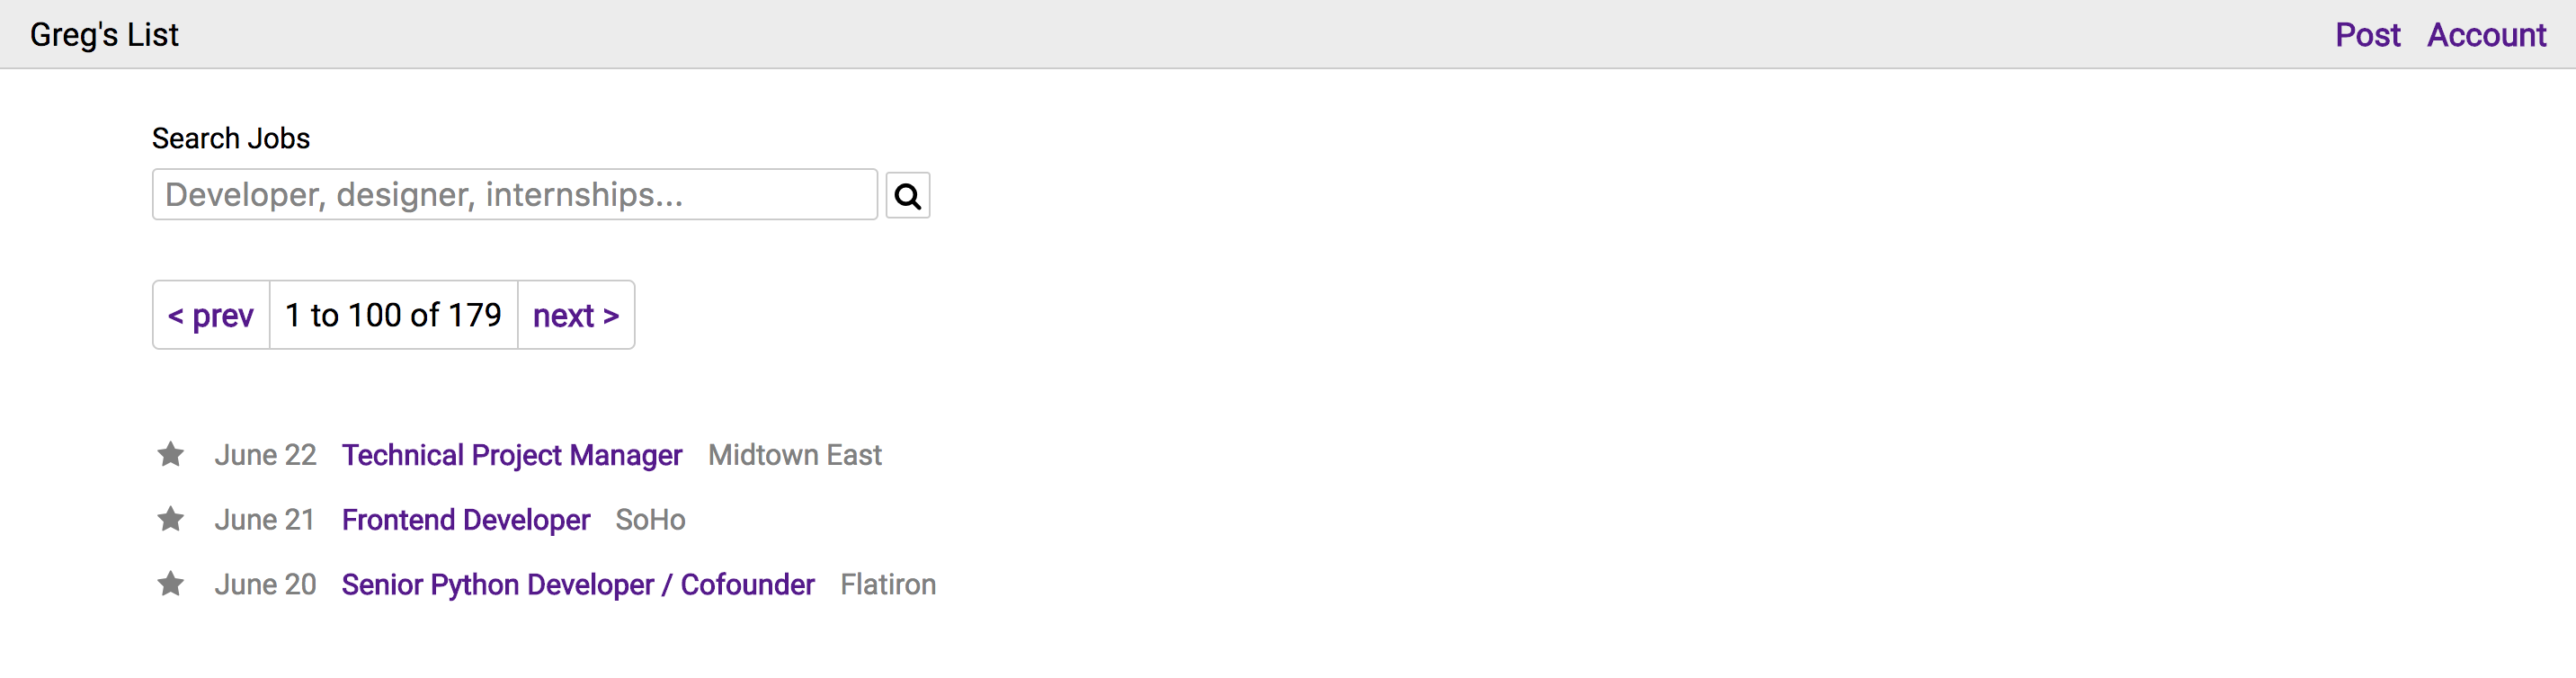 Greg's List Post Account
Search Jobs
Developer, designer, internships...
< prev 1 to 100 of 179 next >
June 22 Technical Project Manager Midtown East
June 21 Frontend Developer SoHo
June 20 Senior Python Developer / Cofounder Flatiron